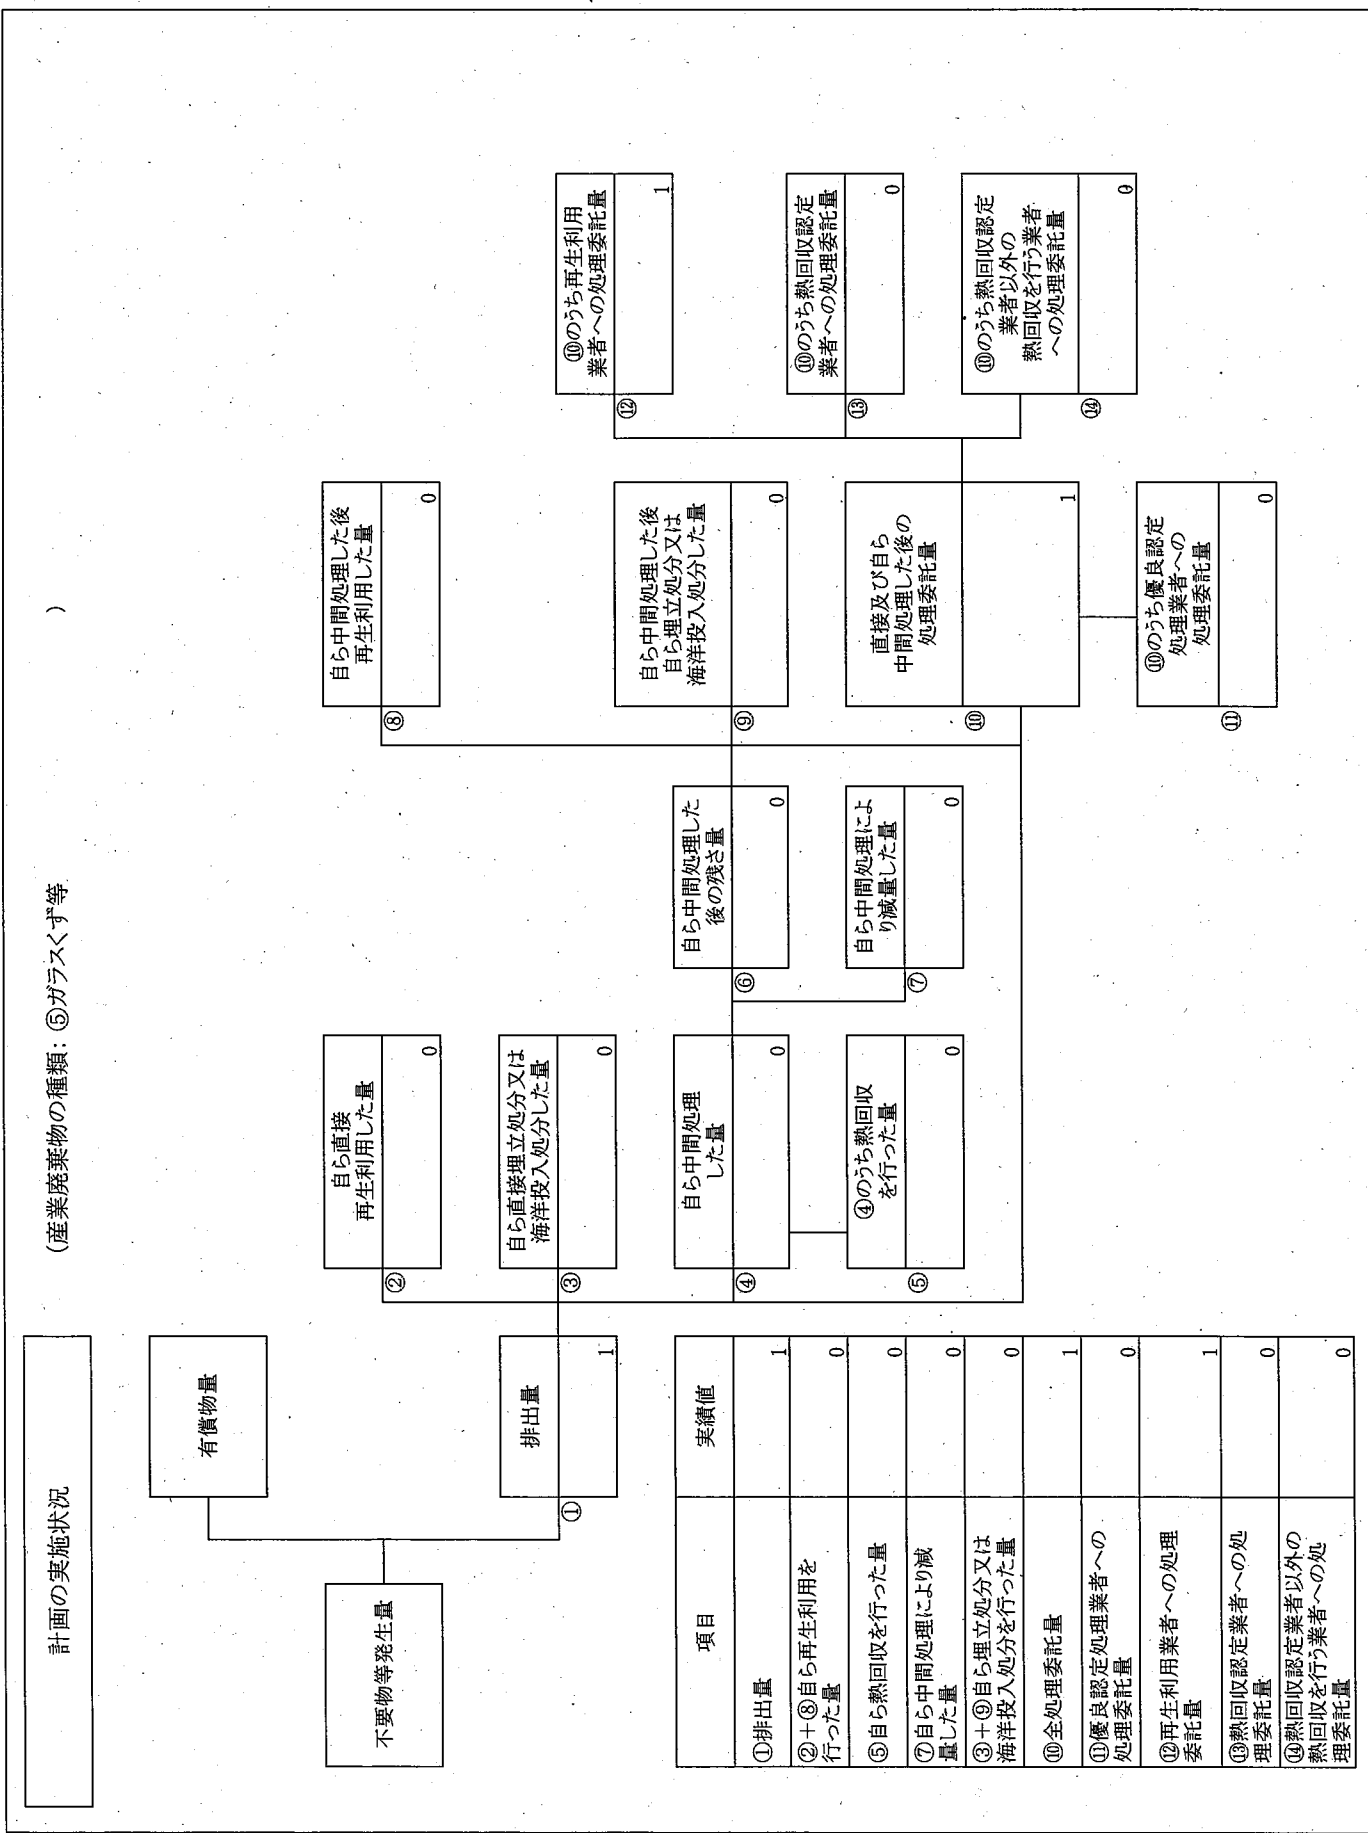 計画の実施状況
(産業廃棄物の種類：⑤ガラスくず等
)
不要物等発生量
有償物量
排出量
①
1
自ら直接
再生利用した量
②
0
自ら直接埋立処分又は
海洋投入処分した量
③
0
自ら中間処理
した量
④
0
④のうち熱回収
を行った量
⑤
0
自ら中間処理した
後の残さ量
⑥
0
自ら中間処理によ
り減量した量
⑦
0
自ら中間処理した後
再生利用した量
⑧
0
自ら中間処理した後
自ら埋立処分又は
海洋投入処分した量
⑨
0
直接及び自ら
中間処理した後の
処理委託量
⑩
1
⑩のうち優良認定
処理業者への
処理委託量
⑪
0
⑩のうち再生利用
業者への処理委託量
⑫
1
⑩のうち熱回収認定
業者への処理委託量
⑬
0
⑩のうち熱回収認定
業者以外の
熱回収を行う業者
への処理委託量
⑭
0
項目
実績値
①排出量
1
②＋⑧自ら再生利用を
行った量
0
⑤自ら熱回収を行った量
0
⑦自ら中間処理により減
量した量
0
③＋⑨自ら埋立処分又は
海洋投入処分を行った量
0
⑩全処理委託量
1
⑪優良認定処理業者への
処理委託量
0
⑫再生利用業者への処理
委託量
1
⑬熱回収認定業者への処
理委託量
0
⑭熱回収認定業者以外の
熱回収を行う業者への処
理委託量
0